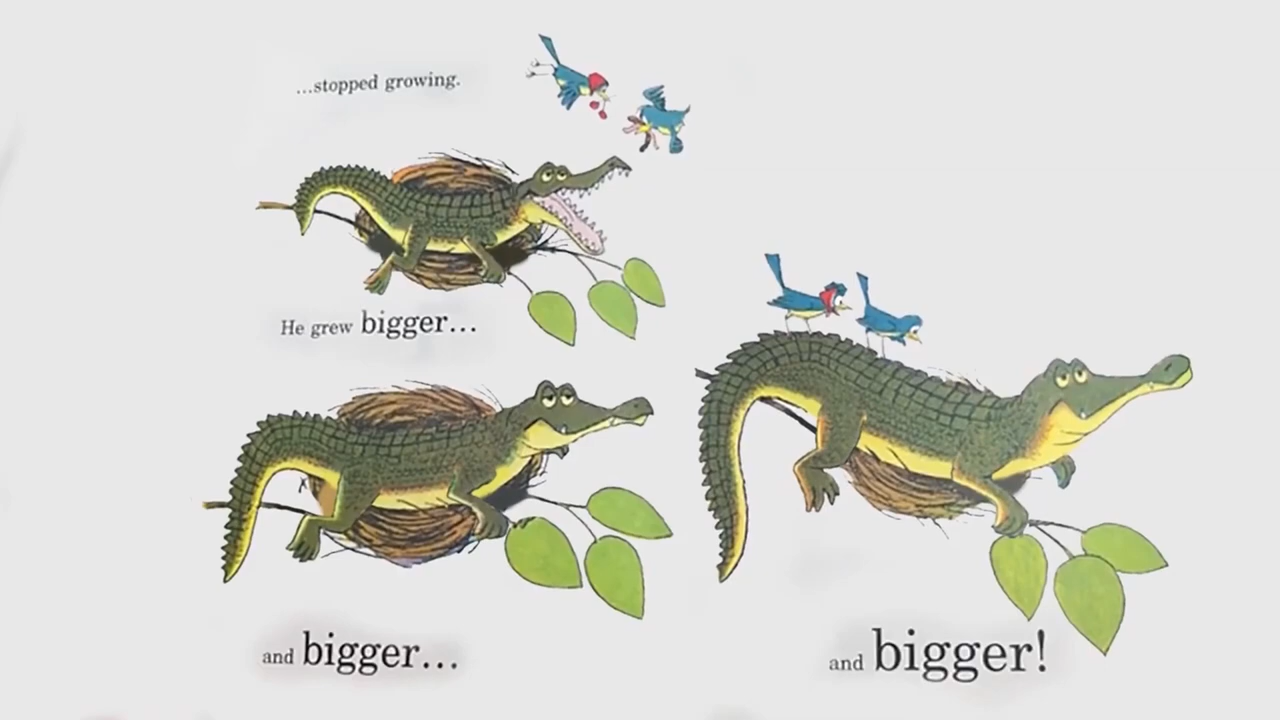 ...stopped growing.
He grew bigger...
and bigger...
and bigger!